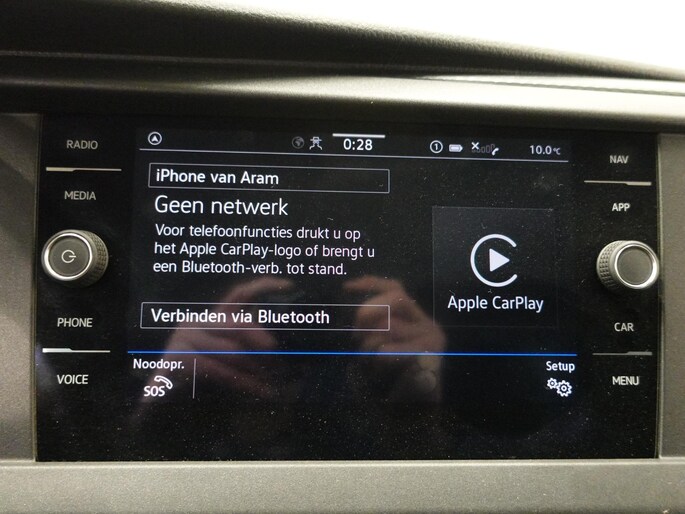 RADIO
MEDIA
PHONE
VOICE
0:28
1
10.0°C
iPhone van Aram
Geen netwerk
Voor telefoonfuncties drukt u op
het Apple CarPlay-logo of brengt u
een Bluetooth-verb. tot stand.
Apple CarPlay
Verbinden via Bluetooth
Noodopr.
SOS
Setup
NAV
APP
CAR
MENU